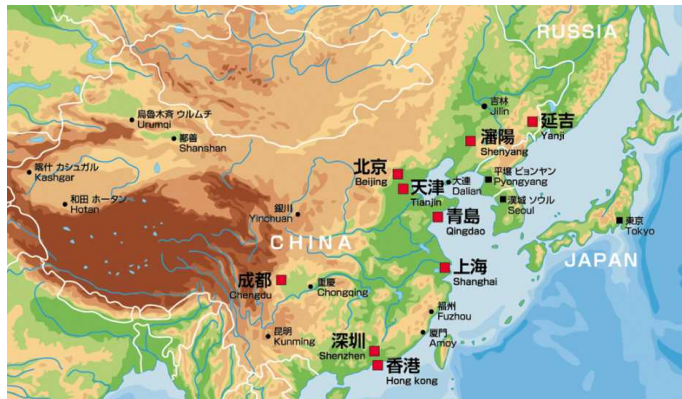 RUSSIA
吉林
Jilin
延吉
Yanji
烏魯木斉 ウルムチ
Urumqi
鄯善
Shanshan
瀋陽
Shenyang
喀什 カシュガル
Kashgar
北京
Beijing
天津
Tianjin
大連
Dalian
平壌 ピョンヤン
Pyongyang
和田 ホータン
Hotan
銀川
Yinchuan
青島
Qingdao
漢城 ソウル
Seoul
東京
Tokyo
CHINA
JAPAN
上海
Shanghai
成都
Chengdu
重慶
Chongqing
福州
Fuzhou
昆明
Kunming
深圳
Shenzhen
厦門
Amoy
香港
Hong kong